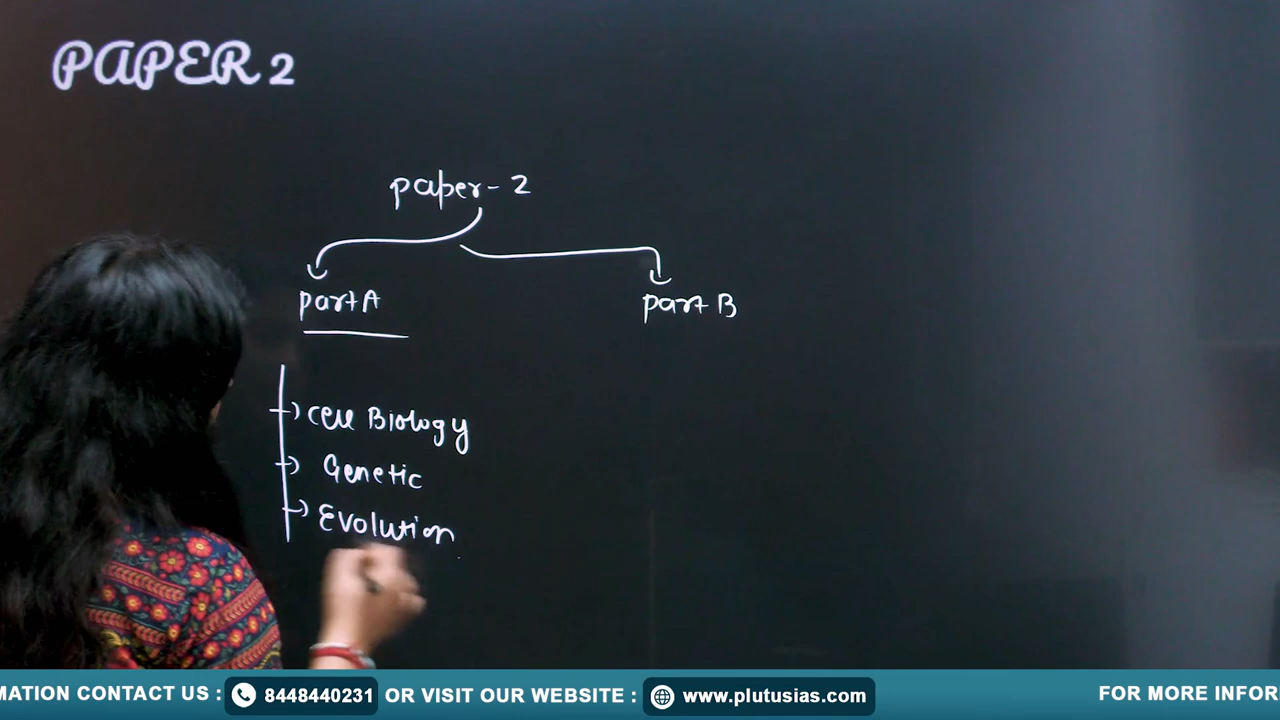 PAPER 2
paper - 2
part A
part B
Cell Biology
Genetic
Evolution
MATION CONTACT US : 8448440231 OR VISIT OUR WEBSITE : www.plutusias.com FOR MORE INFOR